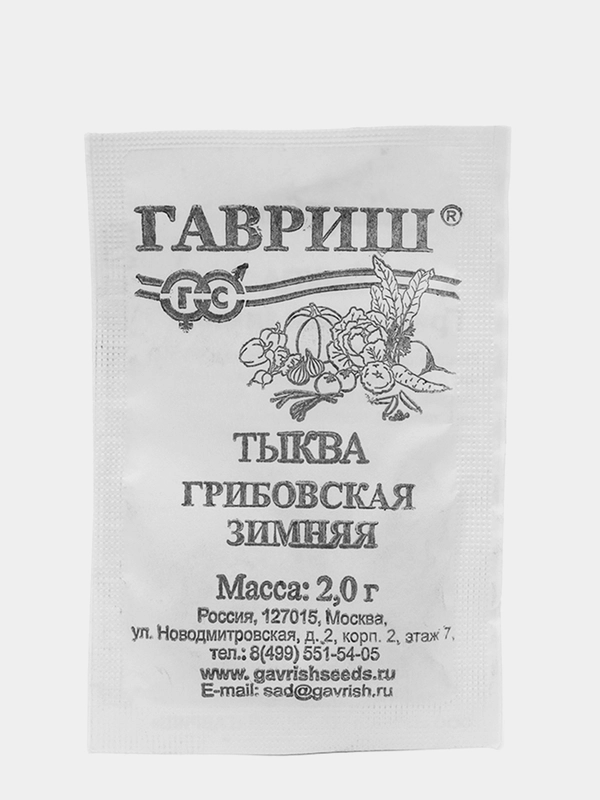 ГАВРИШ®
ГС
ТЫКВА
ГРИБОВСКАЯ
ЗИМНЯЯ
Масса: 2,0 г
Россия, 127015, Москва,
ул. Новодмитровская, д. 2, корп. 2, этаж 7,
тел.: 8(499) 551-54-05
www. gavrishseeds.ru
E-mail: sad@gavrish.ru